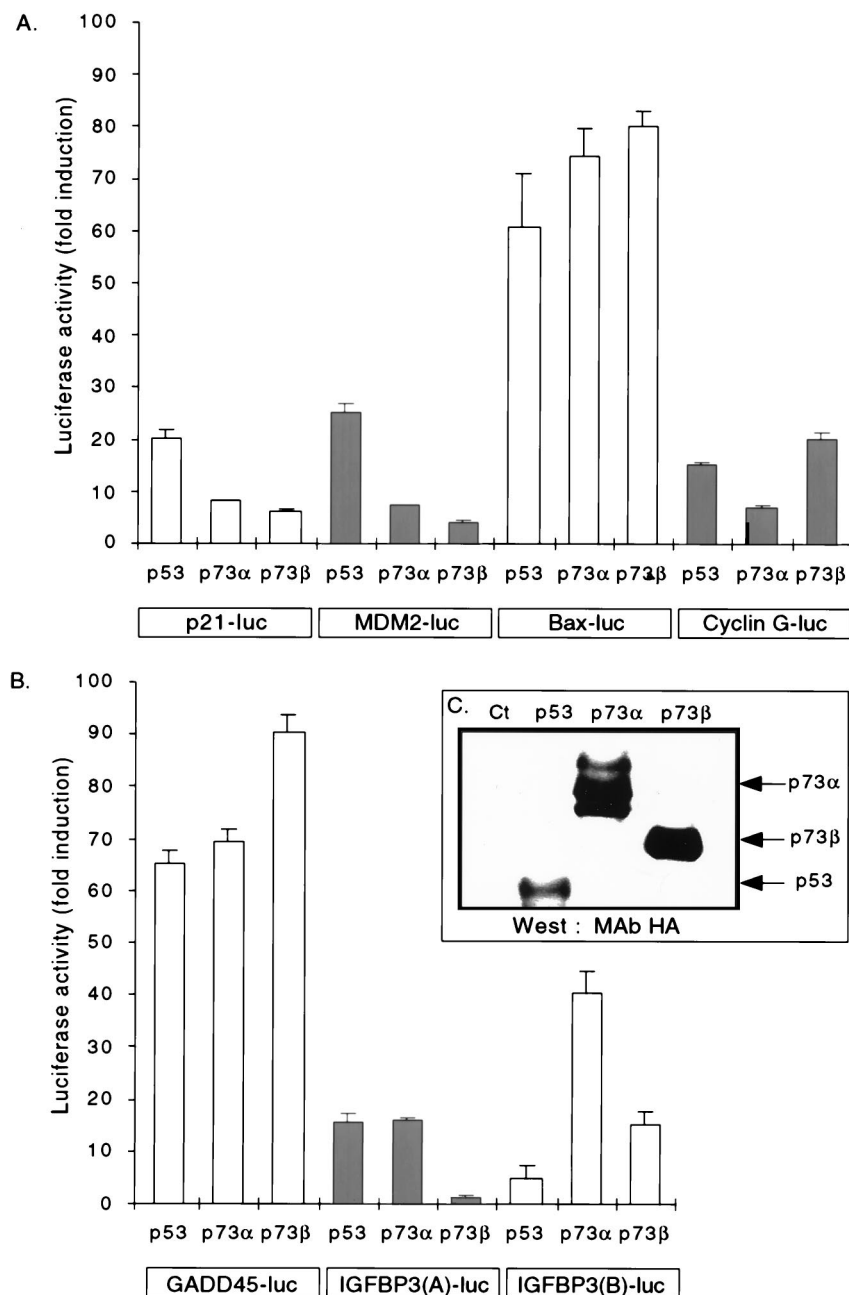 A.
Luciferase activity (fold induction)
100
90
80
70
60
50
40
30
20
10
0
p53 p73α p73β p53 p73α p73β p53 p73α p73β p53 p73α p73β
p21-luc MDM2-luc Bax-luc Cyclin G-luc
B.
Luciferase activity (fold induction)
100
90
80
70
60
50
40
30
20
10
0
C. Ct p53 p73α p73β
p73α
p73β
p53
West : MAb HA
p53 p73α p73β p53 p73α p73β p53 p73α p73β
GADD45-luc IGFBP3(A)-luc IGFBP3(B)-luc